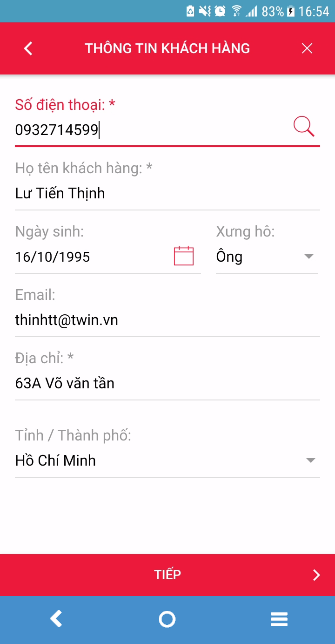 83% 16:54
THÔNG TIN KHÁCH HÀNG
Số điện thoại: *
0932714599
Họ tên khách hàng: *
Lư Tiến Thịnh
Ngày sinh: Xưng hô:
16/10/1995 Ông
Email:
thinhtt@twin.vn
Địa chỉ: *
63A Võ văn tần
Tỉnh / Thành phố:
Hồ Chí Minh
TIẾP